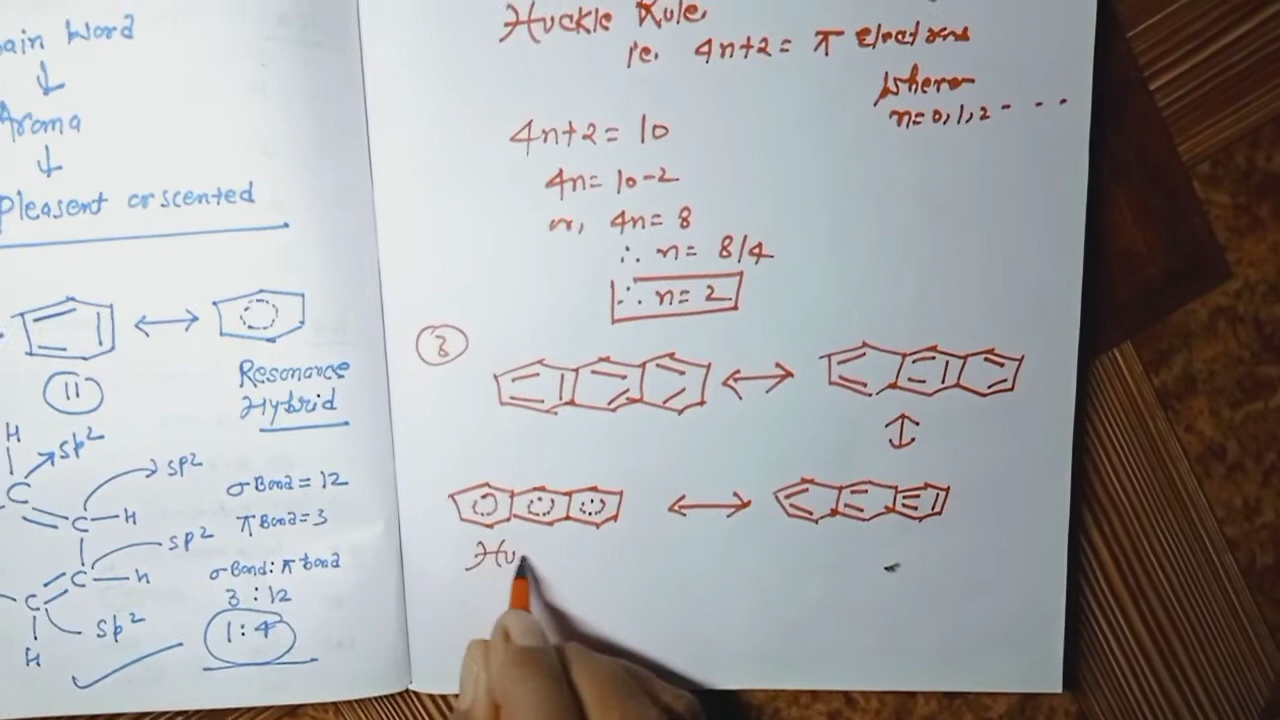 ain Word
Aroma
Pleasent or scented
11
Resonance
Hybrid
H
sp²
C
sp²
C-H
sp²
C-H
C
sp²
H
σ Bond = 12
π Bond = 3
σ Bond : π bond
3 : 12
1 : 4
Huckle Rule
i.e. 4n+2 = π electrons
where
n=0,1,2 - - - -
4n+2 = 10
4n = 10-2
or, 4n = 8
∴ n = 8/4
∴ n = 2
3
Hu